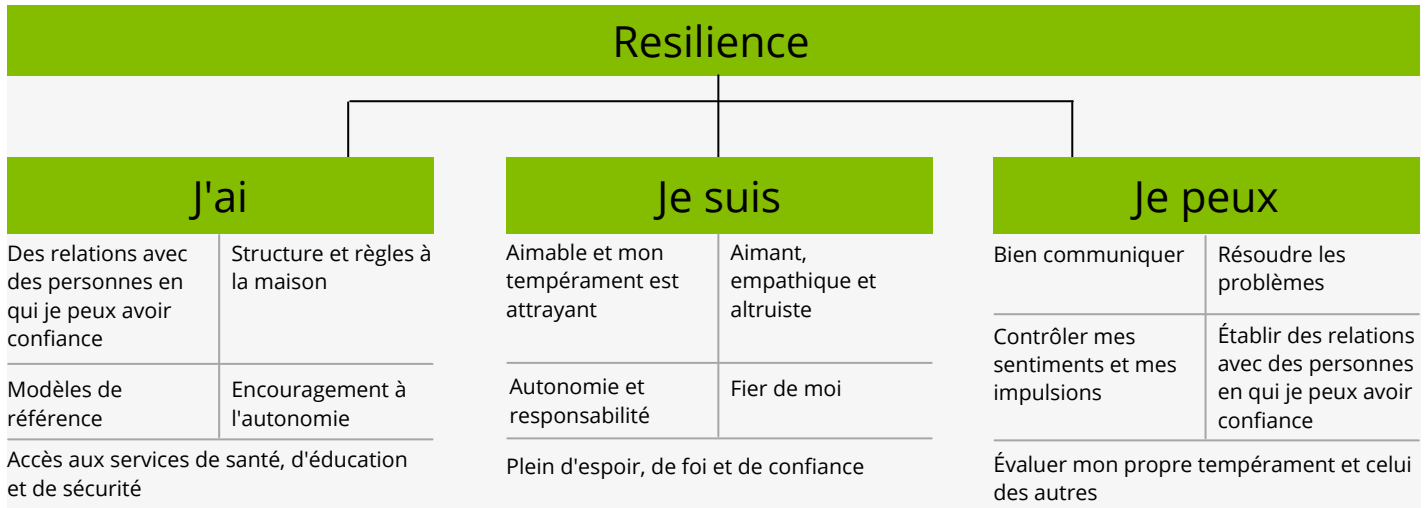 Resilience
J'ai
Des relations avec
des personnes en
qui je peux avoir
confiance
Structure et règles à
la maison
Modèles de
référence
Encouragement à
l'autonomie
Accès aux services de santé, d'éducation
et de sécurité
Je suis
Aimable et mon
tempérament est
attrayant
Aimant,
empathique et
altruiste
Autonomie et
responsabilité
Fier de moi
Plein d'espoir, de foi et de confiance
Je peux
Bien communiquer
Résoudre les
problèmes
Contrôler mes
sentiments et mes
impulsions
Établir des relations
avec des personnes
en qui je peux avoir
confiance
Évaluer mon propre tempérament et celui
des autres